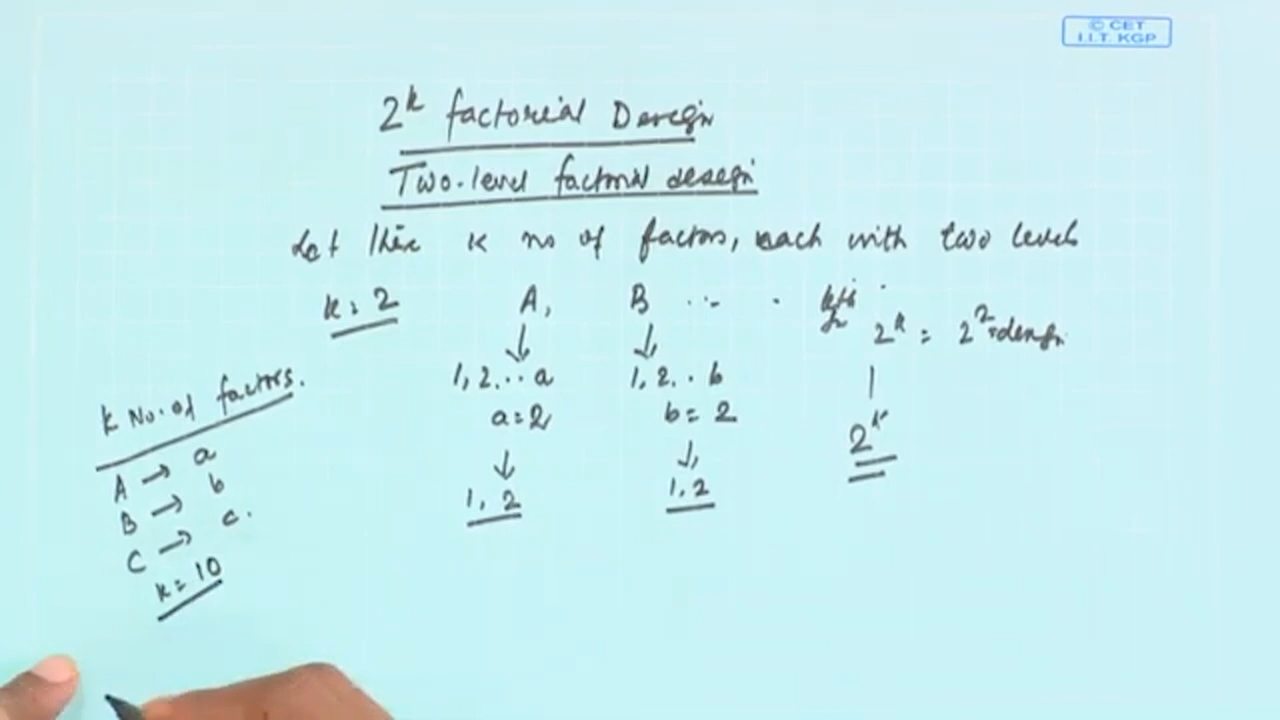 © CET
I.I.T. KGP
2^k factorial Design
Two-level factorial design
Let there k no of factors, each with two levels
k = 2 A, B ... . kth
2^k = 2^2 design
1, 2 ... a 1, 2 .. b
a = 2 b = 2
2^k
1, 2 1, 2
k No. of factors.
A → a
B → b
C → c.
k = 10